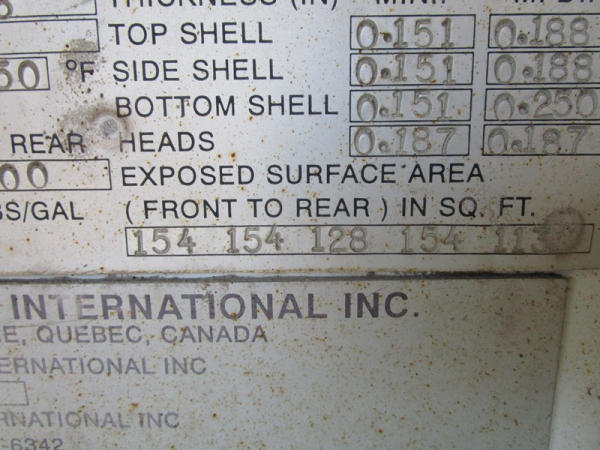 THICKNESS (IN) MIN.
TOP SHELL 0.151 0.188
50 °F SIDE SHELL 0.151 0.188
BOTTOM SHELL 0.151 0.250
REAR HEADS 0.187 0.187
00 EXPOSED SURFACE AREA
BS/GAL ( FRONT TO REAR ) IN SQ. FT.
154 154 128 154 113
INTERNATIONAL INC.
E, QUEBEC, CANADA
ERNATIONAL INC
RNATIONAL INC
-6342